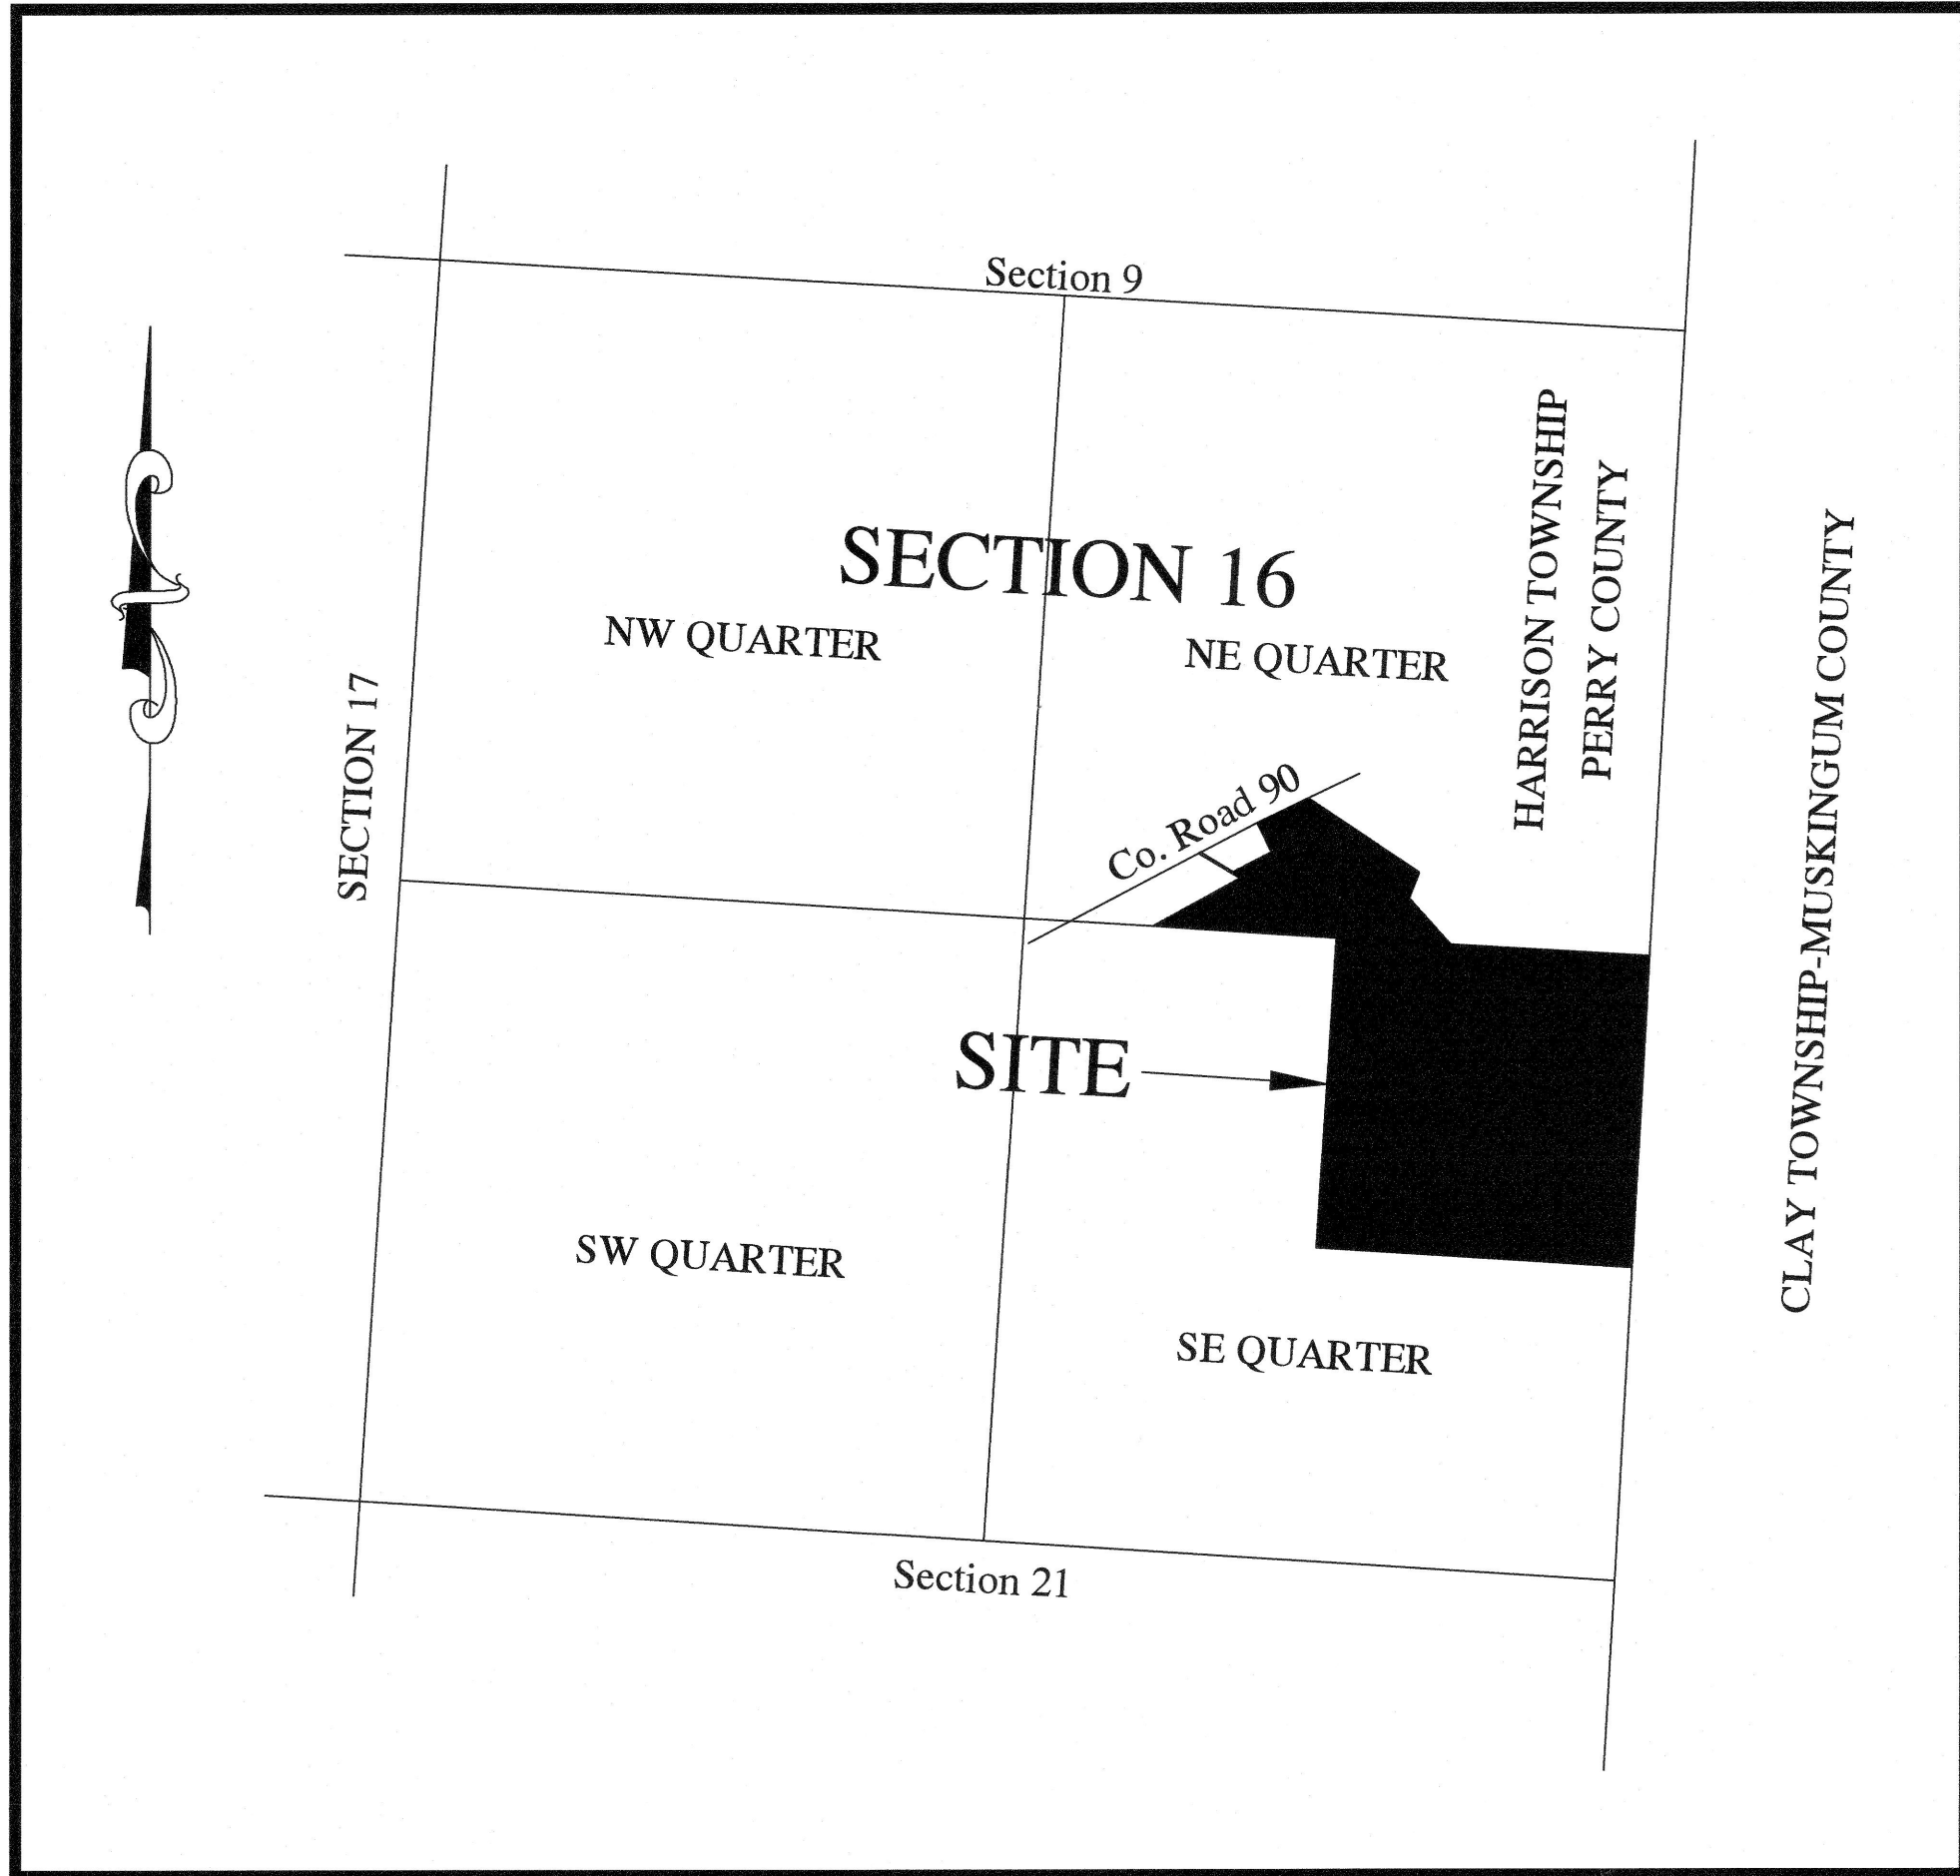 Section 9
SECTION 16
NW QUARTER
NE QUARTER
HARRISON TOWNSHIP
PERRY COUNTY
CLAY TOWNSHIP-MUSKINGUM COUNTY
SECTION 17
Co. Road 90
SITE
SW QUARTER
SE QUARTER
Section 21